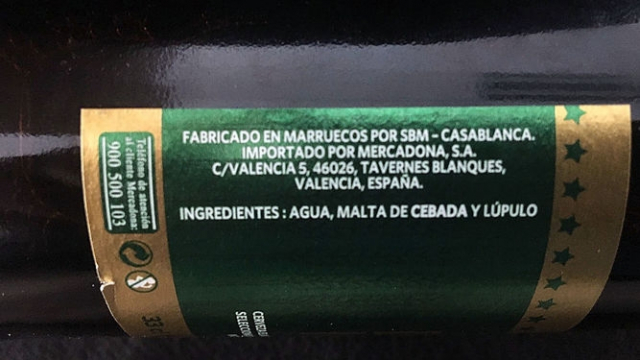 FABRICADO EN MARRUECOS POR SBM - CASABLANCA.
IMPORTADO POR MERCADONA, S.A.
C/VALENCIA 5, 46026, TAVERNES BLANQUES,
VALENCIA, ESPAÑA.
INGREDIENTES : AGUA, MALTA DE CEBADA Y LÚPULO
Teléfono de atención
al cliente Mercadona:
900 500 103
33